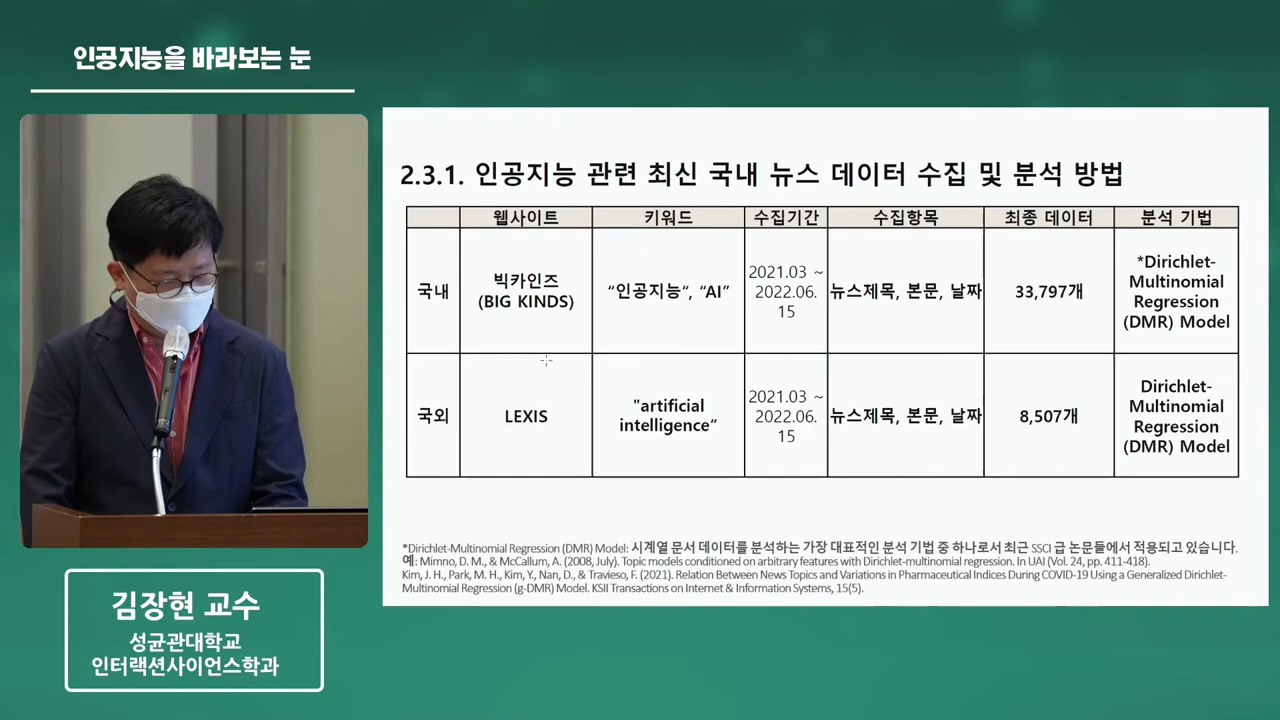 인공지능을 바라보는 눈
2.3.1. 인공지능 관련 최신 국내 뉴스 데이터 수집 및 분석 방법
웹사이트 키워드 수집기간 수집항목 최종 데이터 분석 기법
국내
빅카인즈
(BIG KINDS)
“인공지능“, “AI”
2021.03 ~
2022.06.
15
뉴스제목, 본문, 날짜
33,797개
*Dirichlet-
Multinomial
Regression
(DMR) Model
국외
LEXIS
"artificial
intelligence“
2021.03 ~
2022.06.
15
뉴스제목, 본문, 날짜
8,507개
Dirichlet-
Multinomial
Regression
(DMR) Model
*Dirichlet-Multinomial Regression (DMR) Model: 시계열 문서 데이터를 분석하는 가장 대표적인 분석 기법 중 하나로서 최근 SSCI 급 논문들에서 적용되고 있습니다.
예: Mimno, D. M., & McCallum, A. (2008, July). Topic models conditioned on arbitrary features with Dirichlet-multinomial regression. In UAI (Vol. 24, pp. 411-418).
Kim, J. H., Park, M. H., Kim, Y., Nan, D., & Travieso, F. (2021). Relation Between News Topics and Variations in Pharmaceutical Indices During COVID-19 Using a Generalized Dirichlet-
Multinomial Regression (g-DMR) Model. KSII Transactions on Internet & Information Systems, 15(5).
김장현 교수
성균관대학교
인터랙션사이언스학과